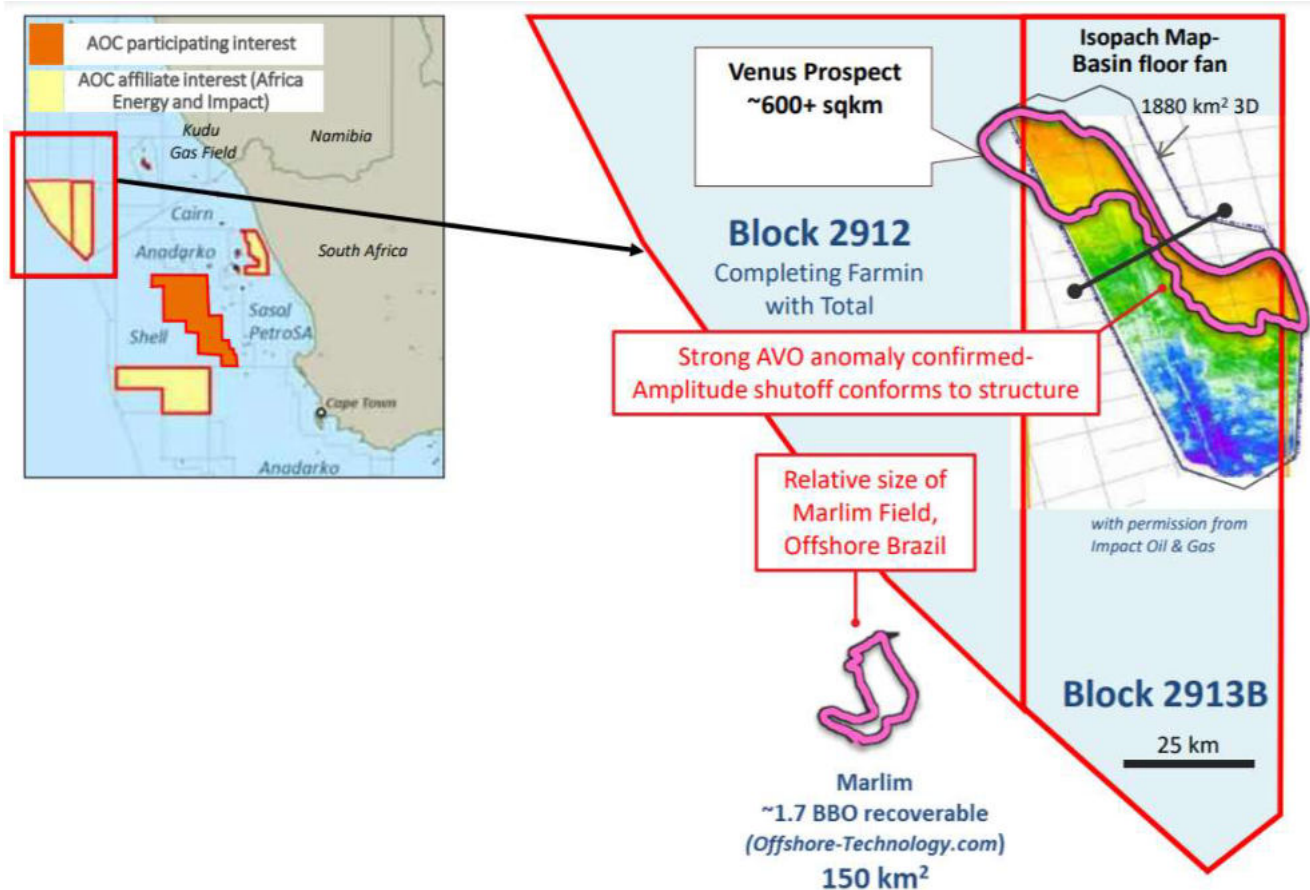 AOC participating interest
AOC affiliate interest (Africa
Energy and Impact)
Kudu
Gas Field
Namibia
Cairn
Anadarko
South Africa
Sasol
PetroSA
Shell
Cape Town
Anadarko
Venus Prospect
~600+ sqkm
Isopach Map-
Basin floor fan
1880 km² 3D
Block 2912
Completing Farmin
with Total
Strong AVO anomaly confirmed-
Amplitude shutoff conforms to structure
Relative size of
Marlim Field,
Offshore Brazil
with permission from
Impact Oil & Gas
Block 2913B
25 km
Marlim
~1.7 BBO recoverable
(Offshore-Technology.com)
150 km²